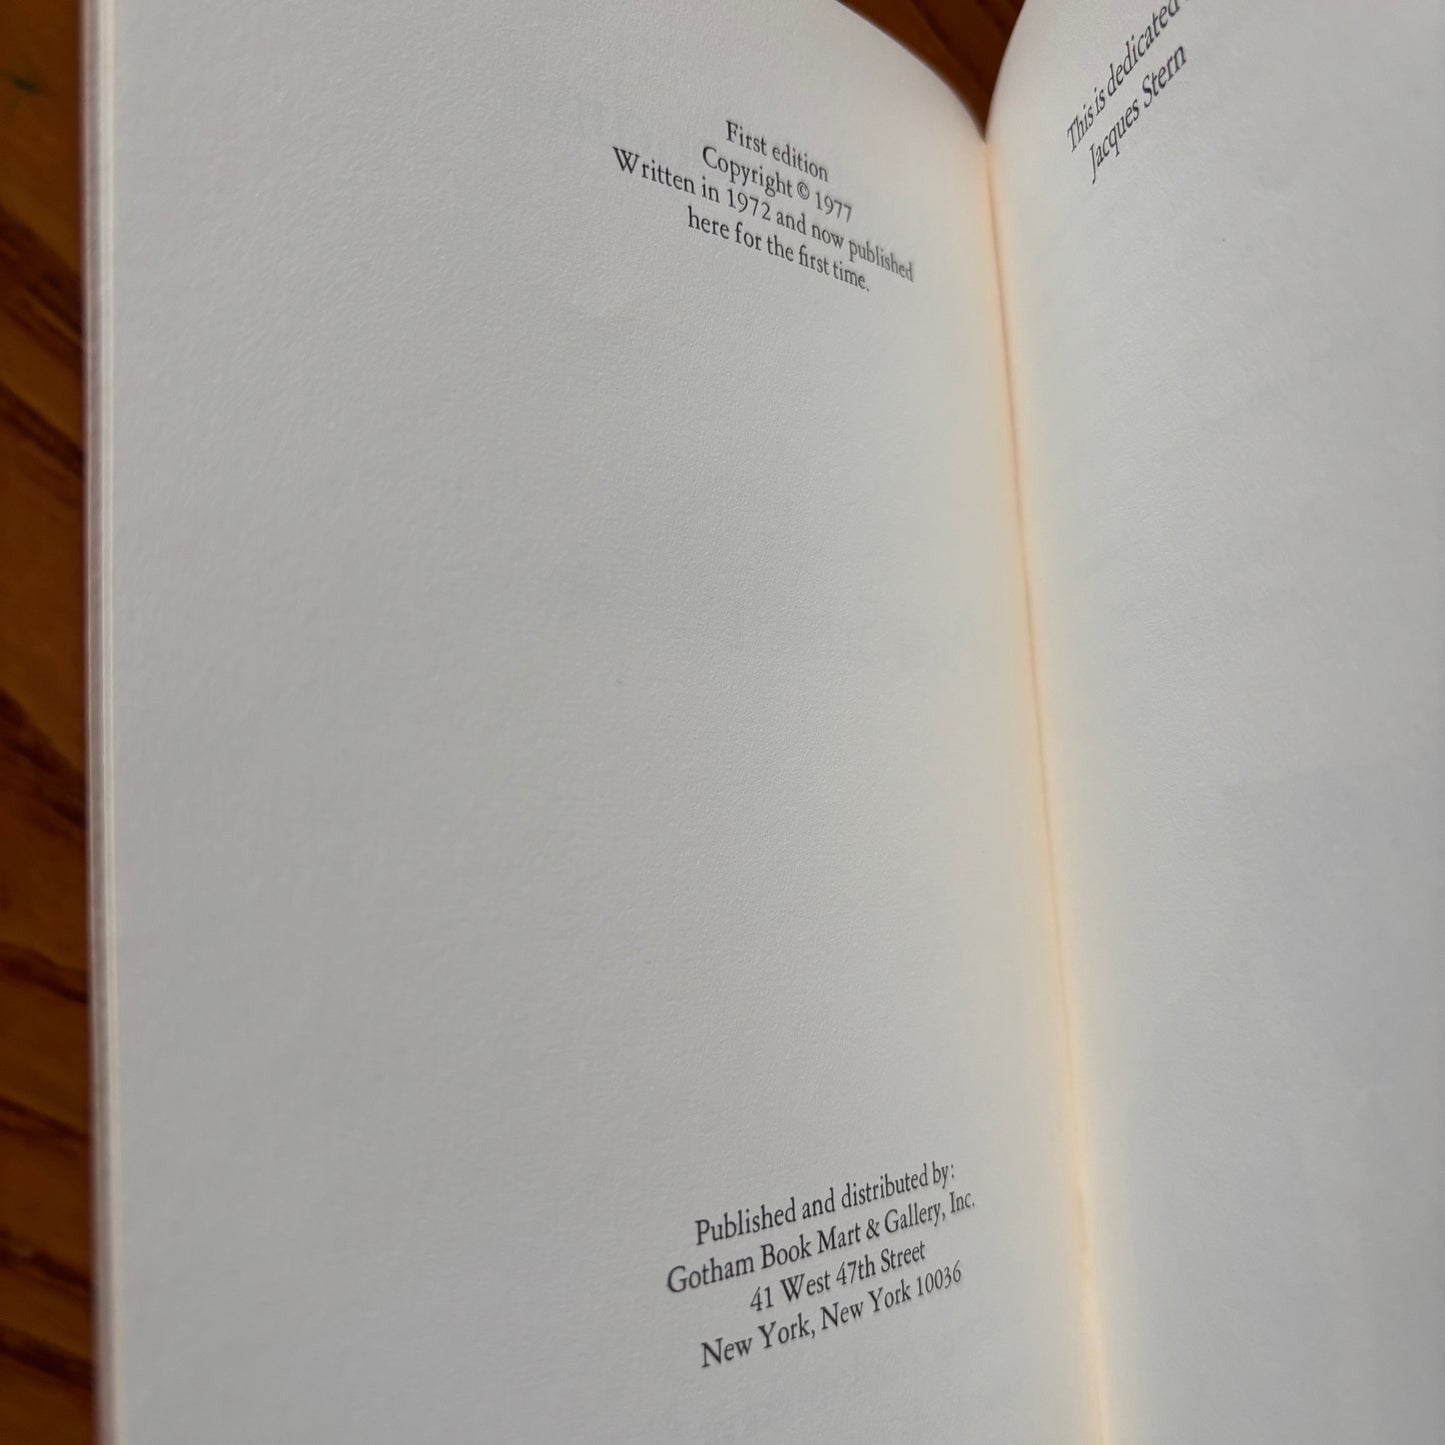 First edition
Copyright © 1977
Written in 1972 and now published
here for the first time.
Published and distributed by:
Gotham Book Mart & Gallery, Inc.
41 West 47th Street
New York, New York 10036
This is dedicated
Jacques Stern